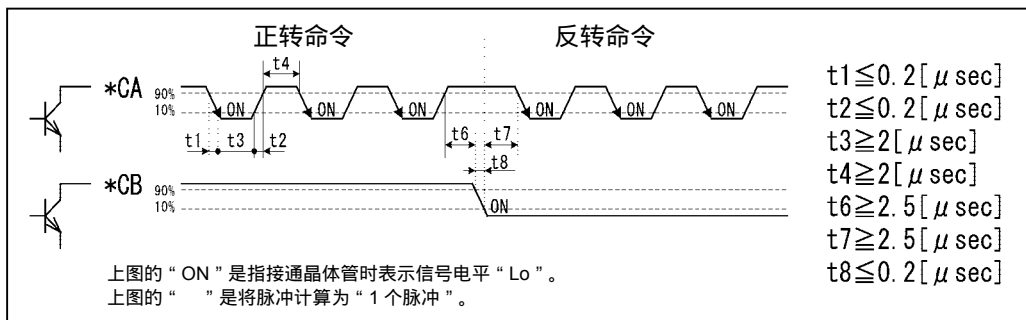 正转命令 反转命令
*CA 90% 10% ON ON ON ON ON ON
t4
t1 t3 t2 t6 t7
t8
*CB 90% 10% ON
t1≦0.2[μsec]
t2≦0.2[μsec]
t3≧2[μsec]
t4≧2[μsec]
t6≧2.5[μsec]
t7≧2.5[μsec]
t8≦0.2[μsec]
上图的“ON”是指接通晶体管时表示信号电平“Lo”。
上图的“ ”是将脉冲计算为“1个脉冲”。